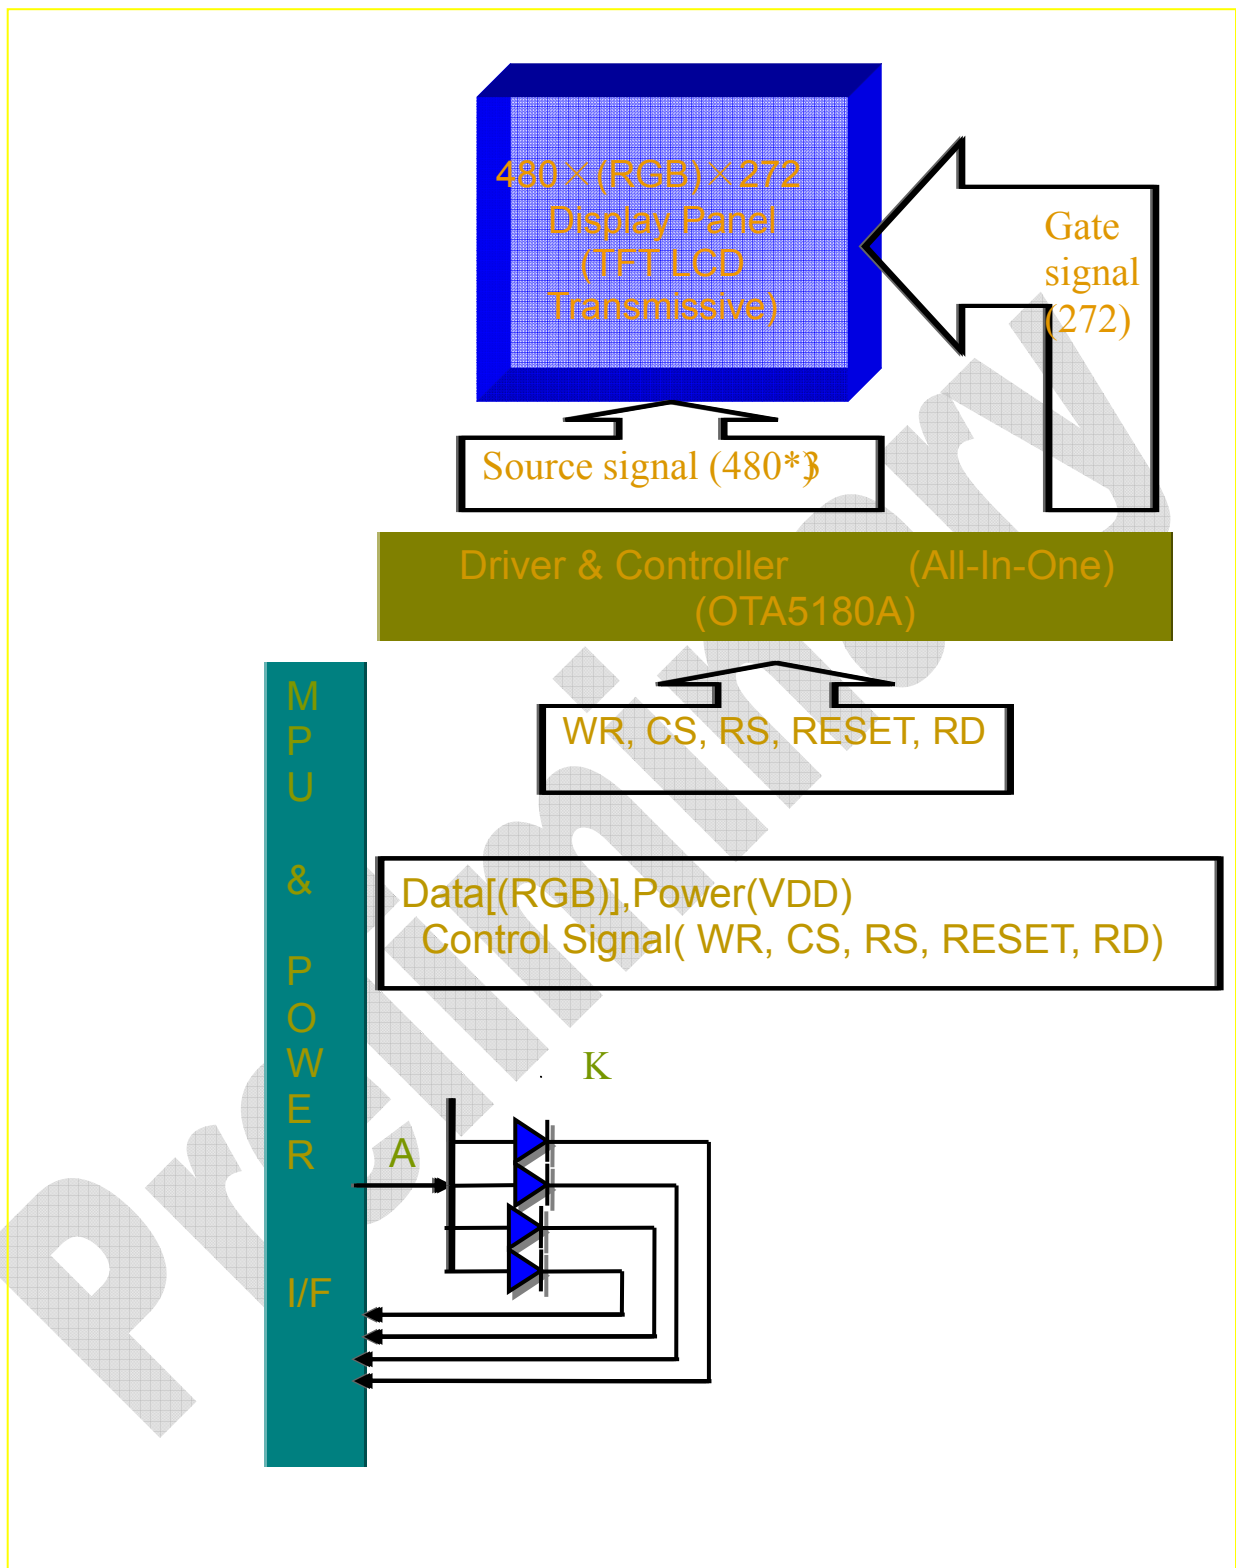 480×(RGB)×272
Display Panel
(TFT LCD
Transmissive)
Gate
signal
(272)
Source signal (480*3)
Driver & Controller (All-In-One)
(OTA5180A)
WR, CS, RS, RESET, RD
MPU & POWER I/F
Data[(RGB)],Power(VDD)
Control Signal( WR, CS, RS, RESET, RD)
K
A
Preliminary